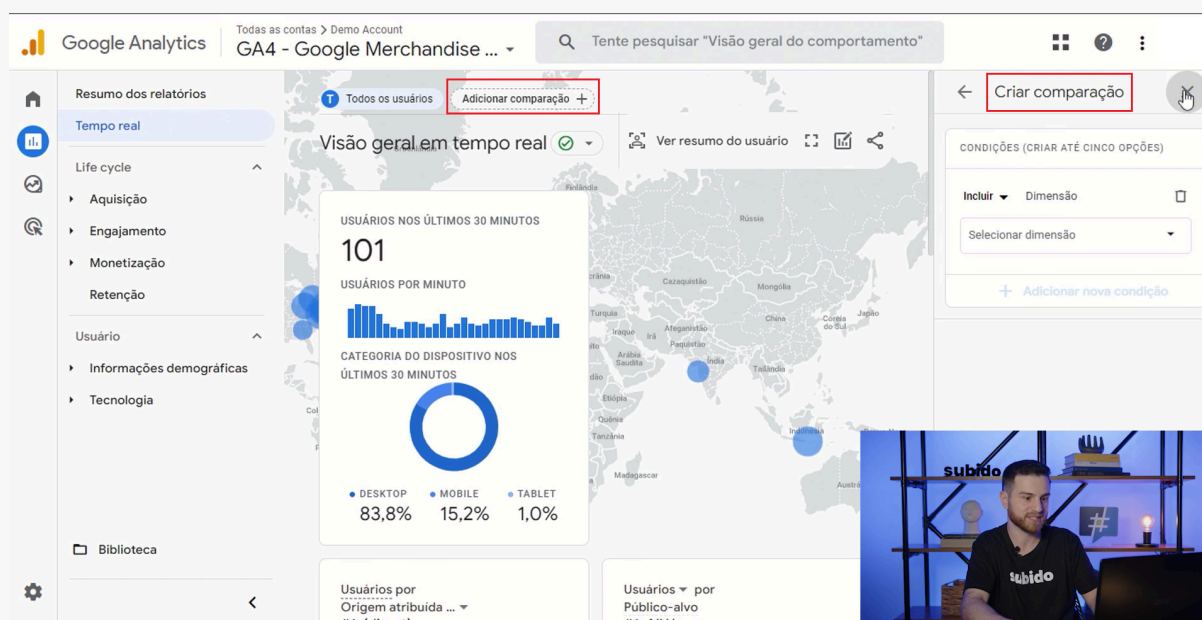 Google Analytics
Todas as contas > Demo Account
GA4 - Google Merchandise ...
Tente pesquisar "Visão geral do comportamento"
Resumo dos relatórios
Tempo real
Life cycle
Aquisição
Engajamento
Monetização
Retenção
Usuário
Informações demográficas
Tecnologia
Biblioteca
T Todos os usuários
Adicionar comparação +
Visão geral em tempo real
Ver resumo do usuário
USUÁRIOS NOS ÚLTIMOS 30 MINUTOS
101
USUÁRIOS POR MINUTO
CATEGORIA DO DISPOSITIVO NOS
ÚLTIMOS 30 MINUTOS
DESKTOP MOBILE TABLET
83,8% 15,2% 1,0%
Usuários por
Origem atribuída ...
Usuários por
Público-alvo
Finlândia
Rússia
Cazaquistão
Mongólia
Turquia
Iraque
Irã
Afeganistão
Paquistão
China
Coreia
do Sul
Japão
Arábia
Saudita
Índia
Tailândia
Etiópia
Quênia
Tanzânia
Indonésia
Madagascar
Criar comparação
CONDIÇÕES (CRIAR ATÉ CINCO OPÇÕES)
Incluir Dimensão
Selecionar dimensão
+ Adicionar nova condição
subido
#
subido